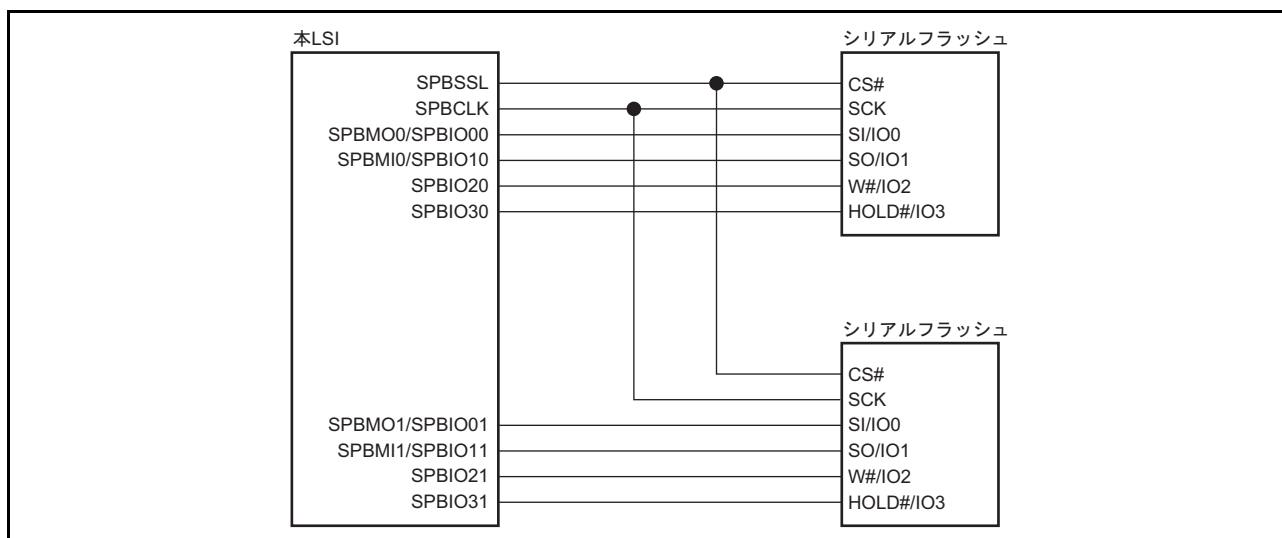 本LSI
SPBSSL
SPBCLK
SPBMO0/SPBIO00
SPBMI0/SPBIO10
SPBIO20
SPBIO30
SPBMO1/SPBIO01
SPBMI1/SPBIO11
SPBIO21
SPBIO31
シリアルフラッシュ
CS#
SCK
SI/IO0
SO/IO1
W#/IO2
HOLD#/IO3
シリアルフラッシュ
CS#
SCK
SI/IO0
SO/IO1
W#/IO2
HOLD#/IO3